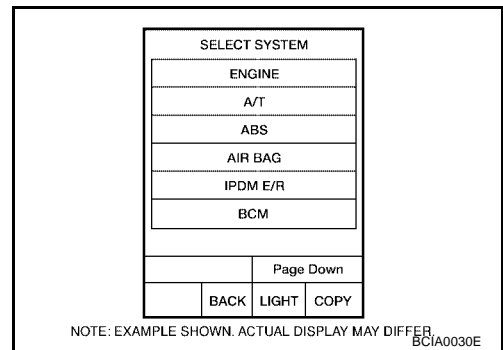 SELECT SYSTEM
ENGINE
A/T
ABS
AIR BAG
IPDM E/R
BCM
Page Down
BACK LIGHT COPY
NOTE: EXAMPLE SHOWN. ACTUAL DISPLAY MAY DIFFER.
BCIA0030E